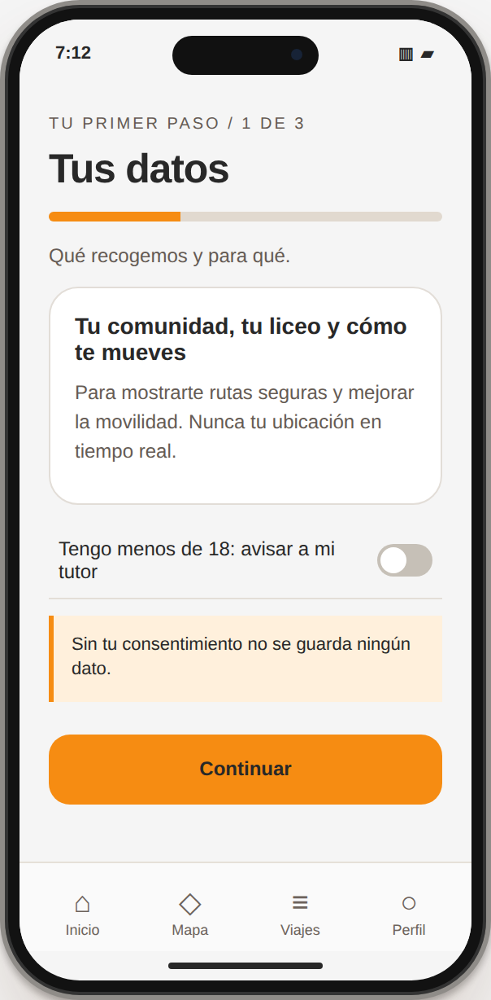 7:12
TU PRIMER PASO / 1 DE 3
Tus datos
Qué recogemos y para qué.
Tu comunidad, tu liceo y cómo
te mueves
Para mostrarte rutas seguras y mejorar
la movilidad. Nunca tu ubicación en
tiempo real.
Tengo menos de 18: avisar a mi
tutor
Sin tu consentimiento no se guarda ningún
dato.
Continuar
Inicio Mapa Viajes Perfil